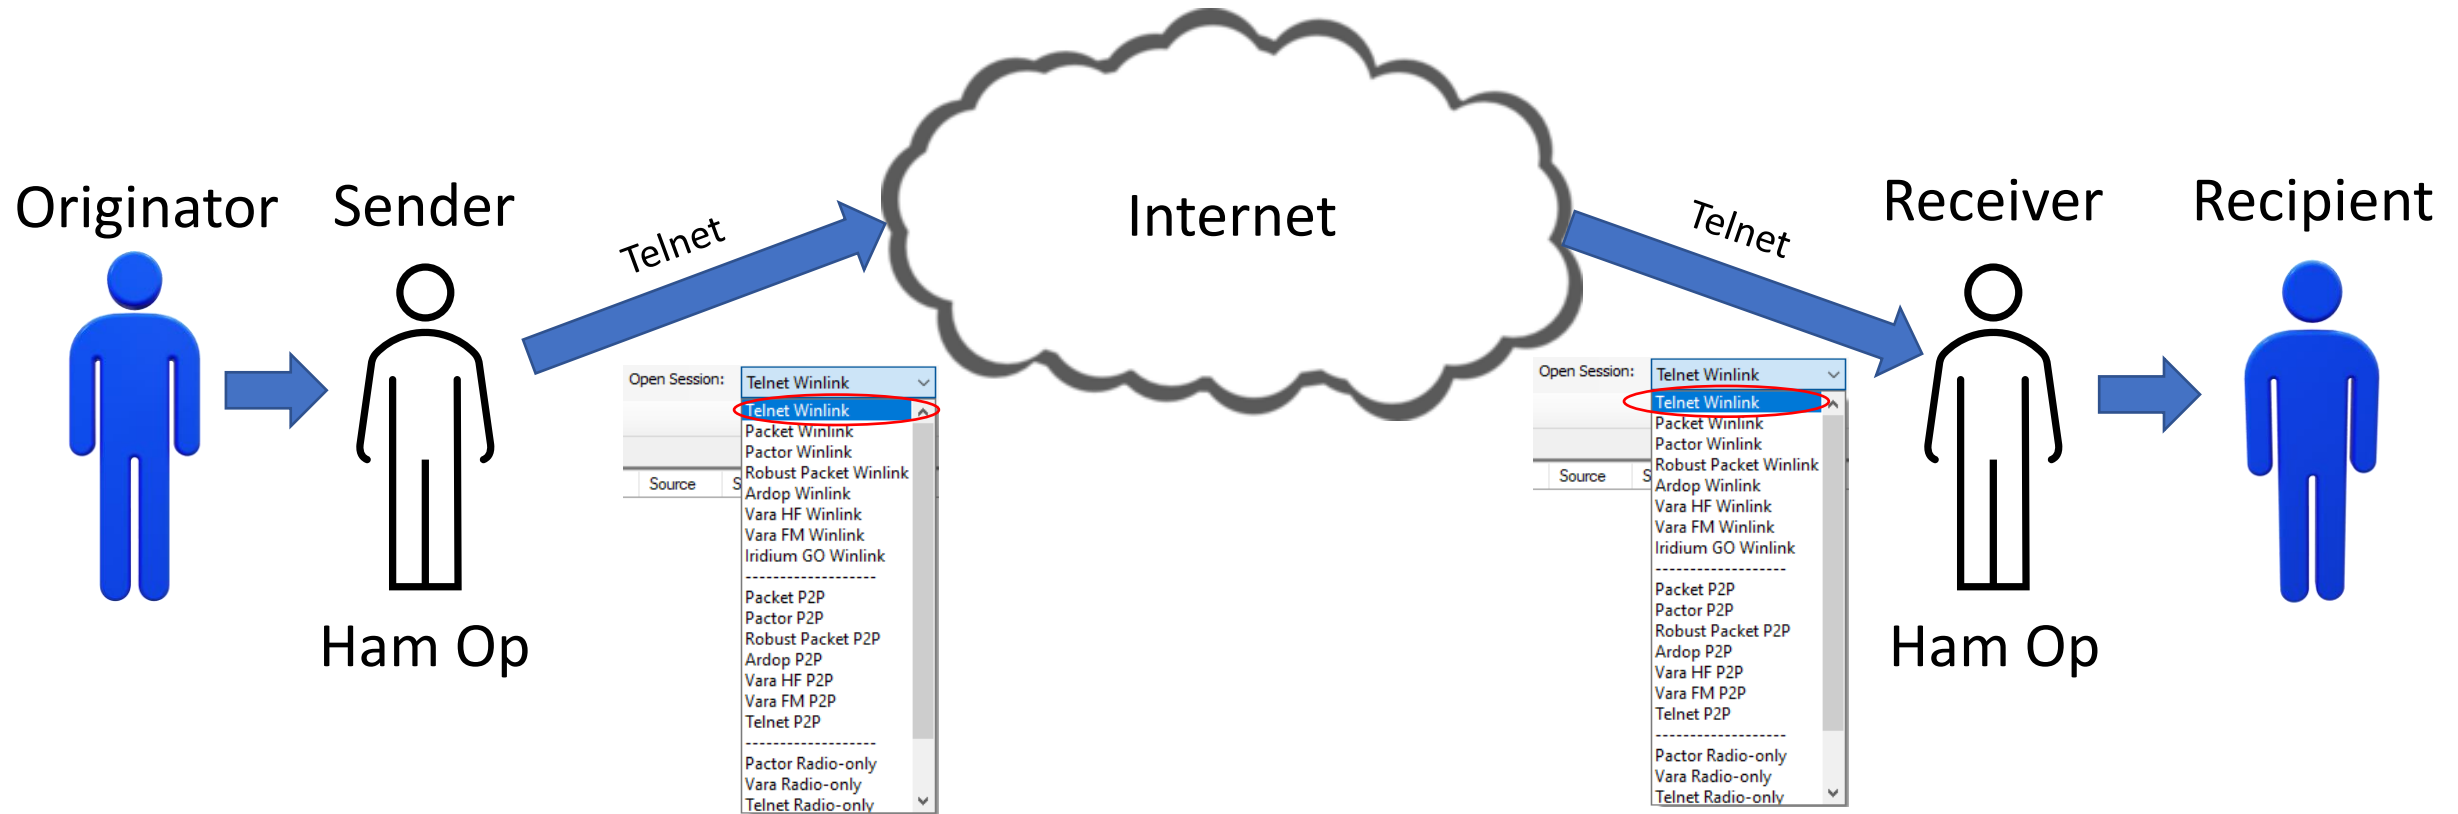 Originator
Sender
Telnet
Internet
Telnet
Receiver
Recipient
Ham Op
Open Session:
Telnet Winlink
Telnet Winlink
Packet Winlink
Pactor Winlink
Robust Packet Winlink
Source
S
Ardop Winlink
Vara HF Winlink
Vara FM Winlink
Iridium GO Winlink
-------------------
Packet P2P
Pactor P2P
Robust Packet P2P
Ardop P2P
Vara HF P2P
Vara FM P2P
Telnet P2P
-------------------
Pactor Radio-only
Vara Radio-only
Telnet Radio-only
Open Session:
Telnet Winlink
Telnet Winlink
Packet Winlink
Pactor Winlink
Robust Packet Winlink
Source
S
Ardop Winlink
Vara HF Winlink
Vara FM Winlink
Iridium GO Winlink
-------------------
Packet P2P
Pactor P2P
Robust Packet P2P
Ardop P2P
Vara HF P2P
Vara FM P2P
Telnet P2P
-------------------
Pactor Radio-only
Vara Radio-only
Telnet Radio-only
Ham Op